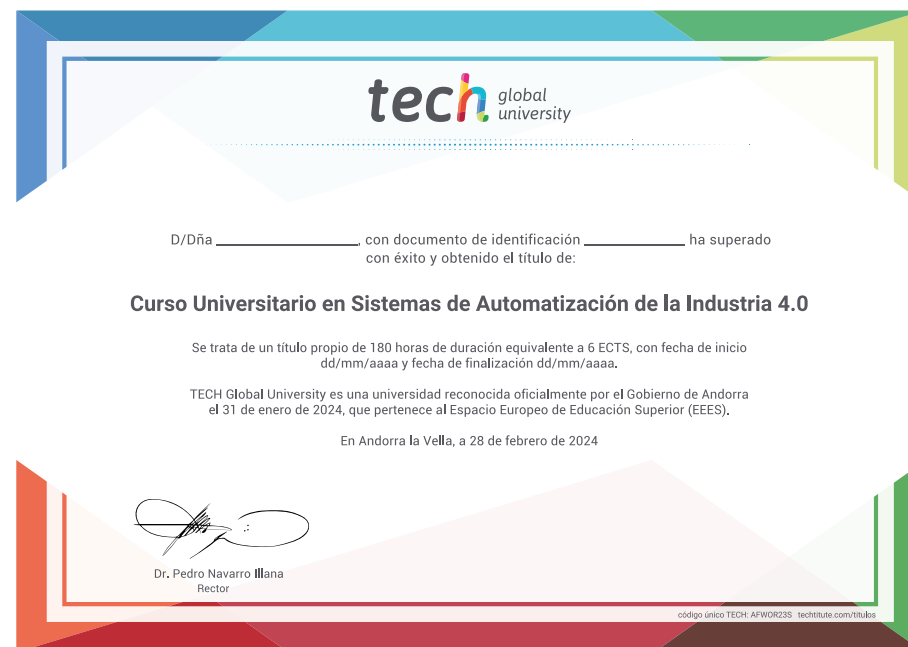 tech global university
D/Dña ________________, con documento de identificación ____________ ha superado
con éxito y obtenido el título de:
Curso Universitario en Sistemas de Automatización de la Industria 4.0
Se trata de un título propio de 180 horas de duración equivalente a 6 ECTS, con fecha de inicio
dd/mm/aaaa y fecha de finalización dd/mm/aaaa.
TECH Global University es una universidad reconocida oficialmente por el Gobierno de Andorra
el 31 de enero de 2024, que pertenece al Espacio Europeo de Educación Superior (EEES).
En Andorra la Vella, a 28 de febrero de 2024
Dr. Pedro Navarro Illana
Rector
código único TECH: AFWOR23S techtitute.com/titulos